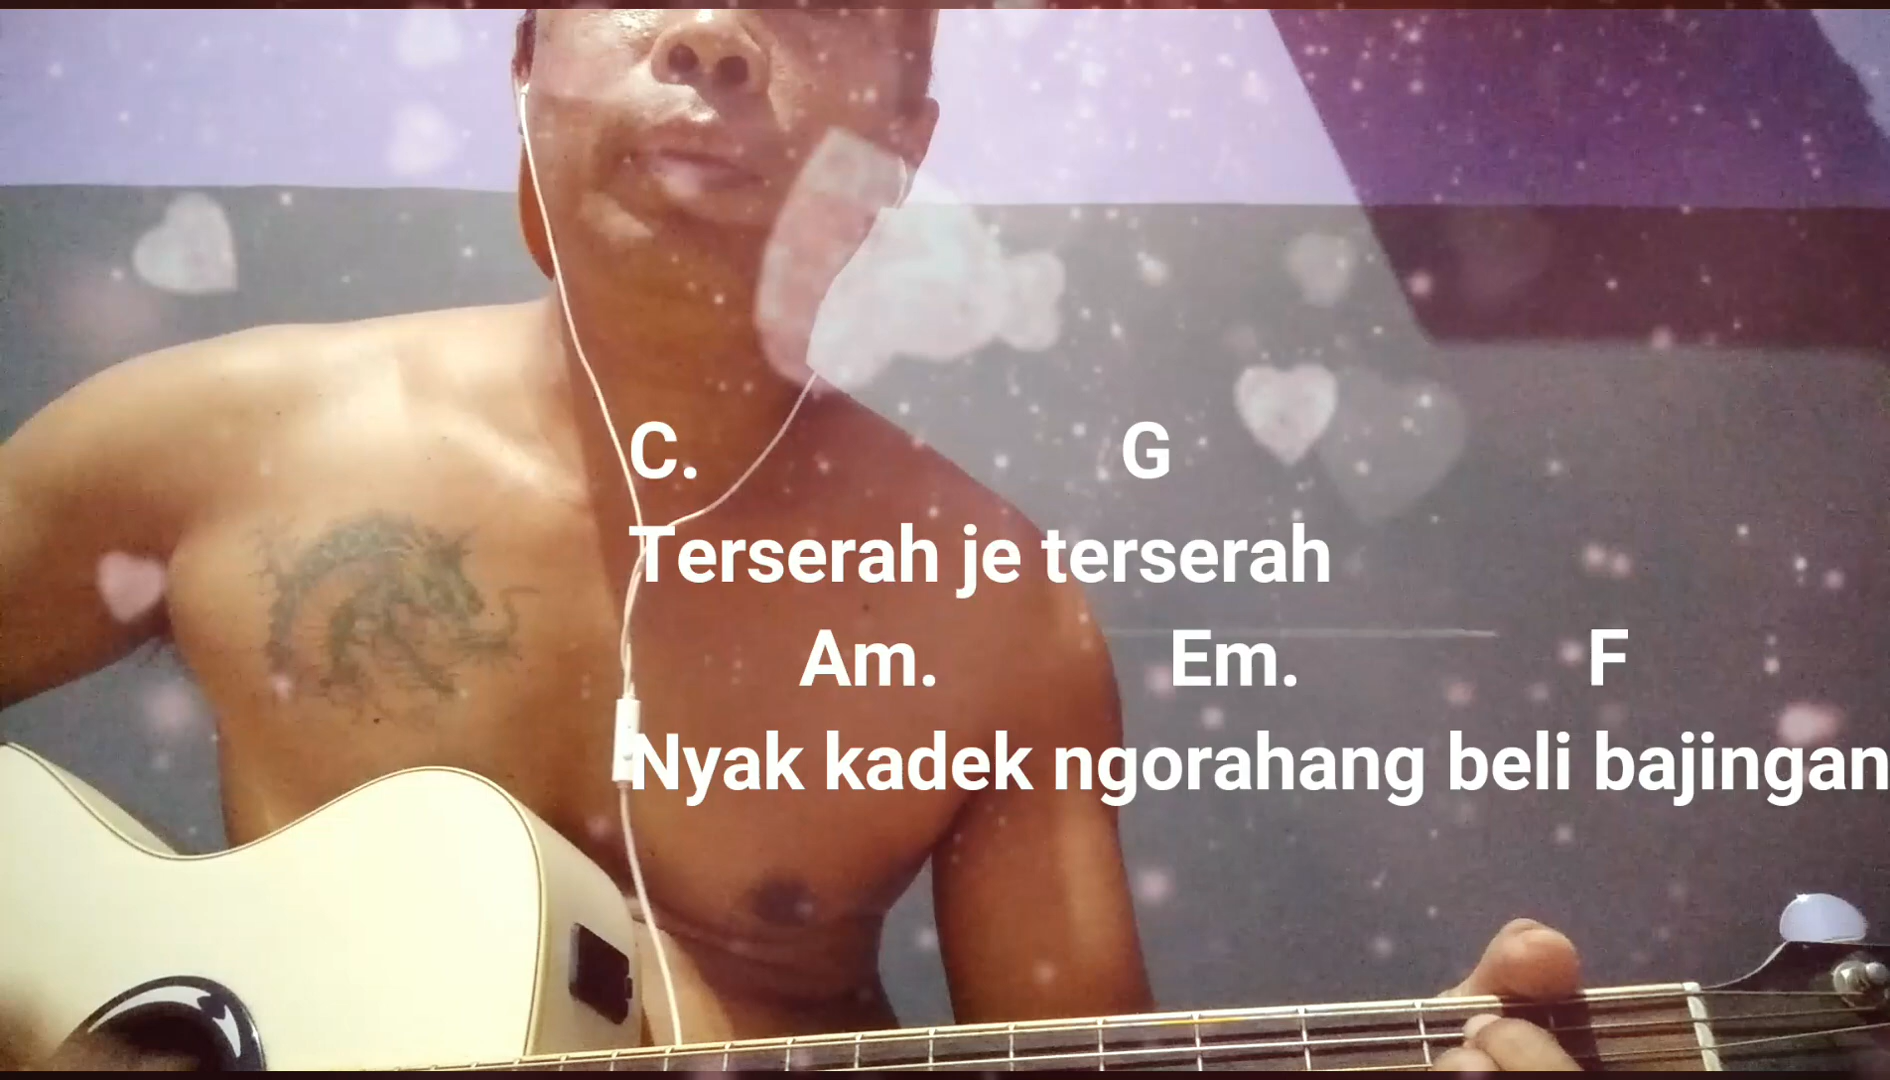 C. G
Terserah je terserah
Am. Em. F
Nyak kadek ngorahang beli bajingan